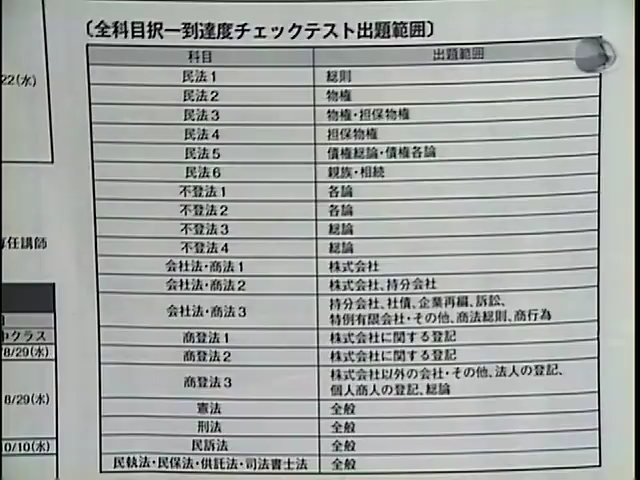 〔全科目択一到達度チェックテスト出題範囲〕
科目 出題範囲
民法1 総則
民法2 物権
民法3 物権・担保物権
民法4 担保物権
民法5 債権総論・債権各論
民法6 親族・相続
不登法1 各論
不登法2 各論
不登法3 総論
不登法4 総論
会社法・商法1 株式会社
会社法・商法2 株式会社、持分会社
会社法・商法3 持分会社、社債、企業再編、訴訟、
特例有限会社・その他、商法総則、商行為
商登法1 株式会社に関する登記
商登法2 株式会社に関する登記
商登法3 株式会社以外の会社・その他、法人の登記、
個人商人の登記、総論
憲法 全般
刑法 全般
民訴法 全般
民執法・民保法・供託法・司法書士法 全般
22(水)
任講師
クラス
8/29(水)
8/29(水)
0/10(水)